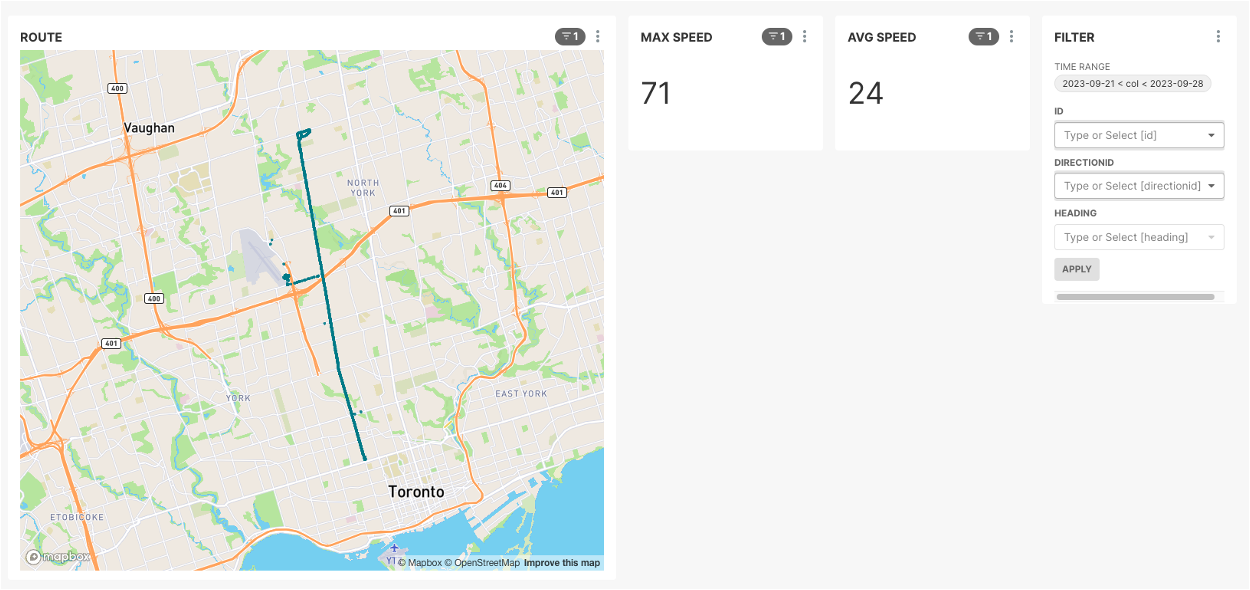 ROUTE
1
400
Vaughan
NORTH
YORK
404
401
401
400
401
YORK
EAST YORK
Toronto
ETOBICOKE
mapbox
© Mapbox © OpenStreetMap Improve this map
MAX SPEED
1
71
AVG SPEED
1
24
FILTER
TIME RANGE
2023-09-21 < col < 2023-09-28
ID
Type or Select [id]
DIRECTIONID
Type or Select [directionid]
HEADING
Type or Select [heading]
APPLY